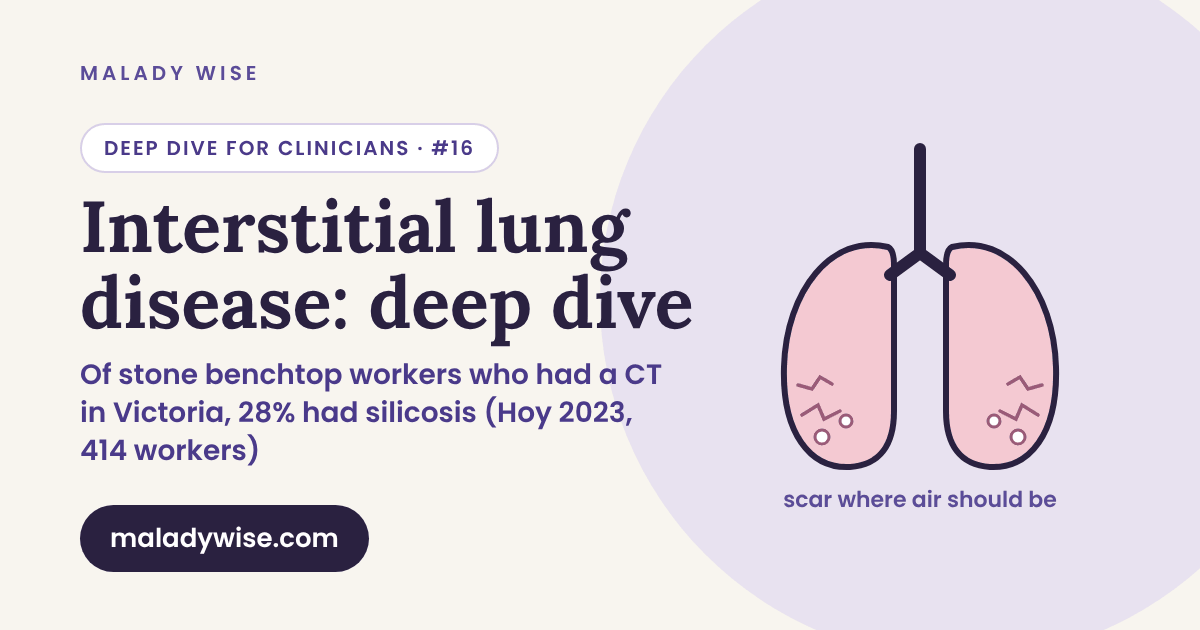 MALADY WISE
DEEP DIVE FOR CLINICIANS · #16
Interstitial lung
disease: deep dive
Of stone benchtop workers who had a CT
in Victoria, 28% had silicosis (Hoy 2023,
414 workers)
maladywise.com
scar where air should be